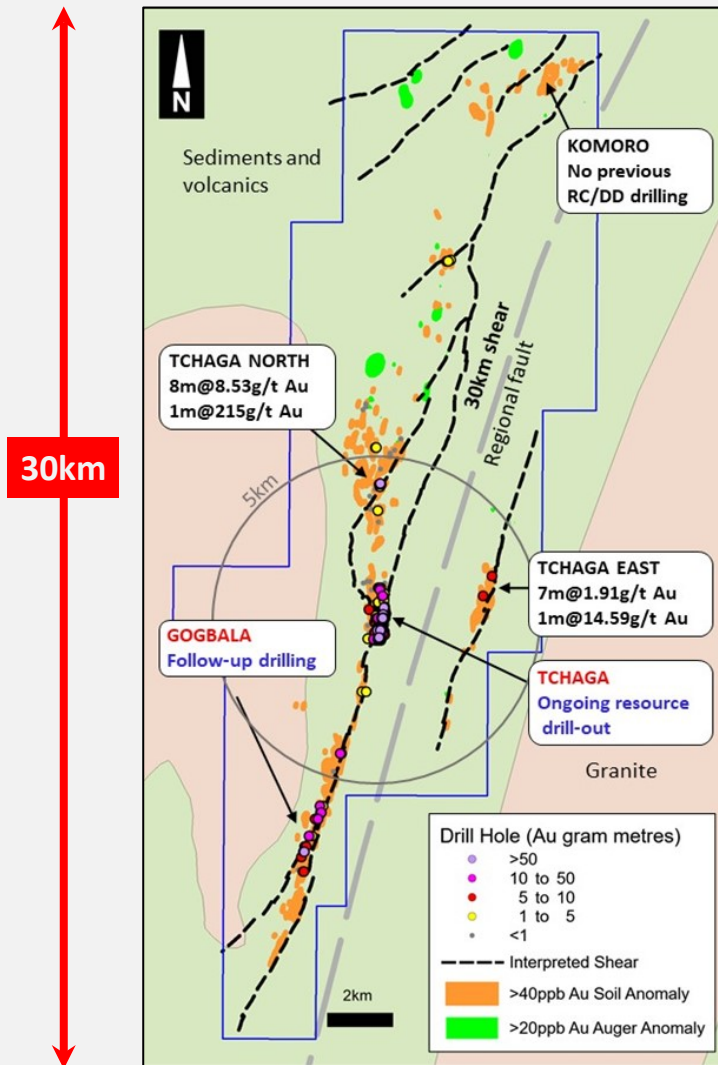 30km
N
Sediments and
volcanics
KOMORO
No previous
RC/DD drilling
TCHAGA NORTH
8m@8.53g/t Au
1m@215g/t Au
30km shear
Regional fault
5km
TCHAGA EAST
7m@1.91g/t Au
1m@14.59g/t Au
GOGBALA
Follow-up drilling
TCHAGA
Ongoing resource
drill-out
Granite
Drill Hole (Au gram metres)
>50
10 to 50
5 to 10
1 to 5
<1
Interpreted Shear
>40ppb Au Soil Anomaly
>20ppb Au Auger Anomaly
2km